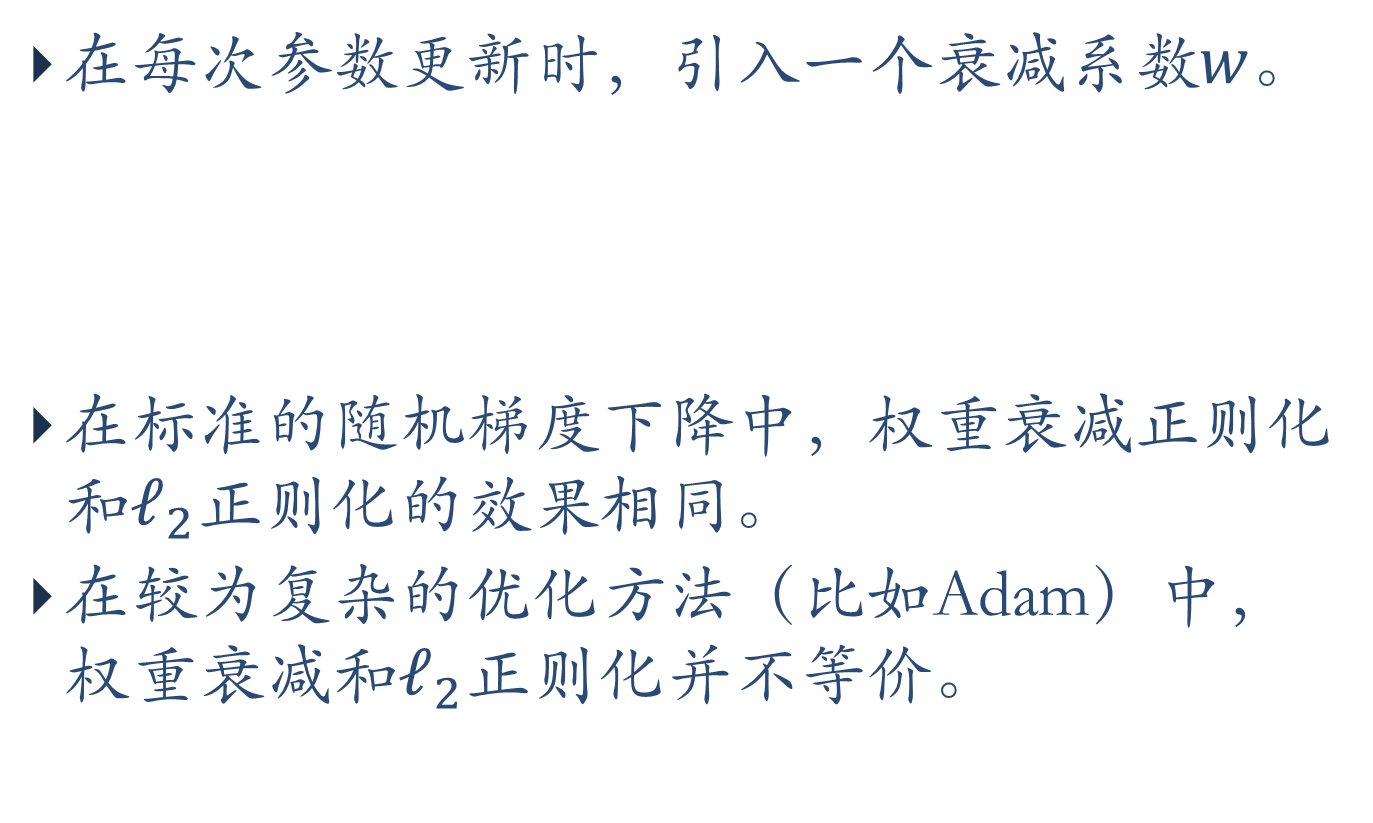 在每次参数更新时，引入一个衰减系数w。
在标准的随机梯度下降中，权重衰减正则化
和ℓ₂正则化的效果相同。
在较为复杂的优化方法（比如Adam）中，
权重衰减和ℓ₂正则化并不等价。